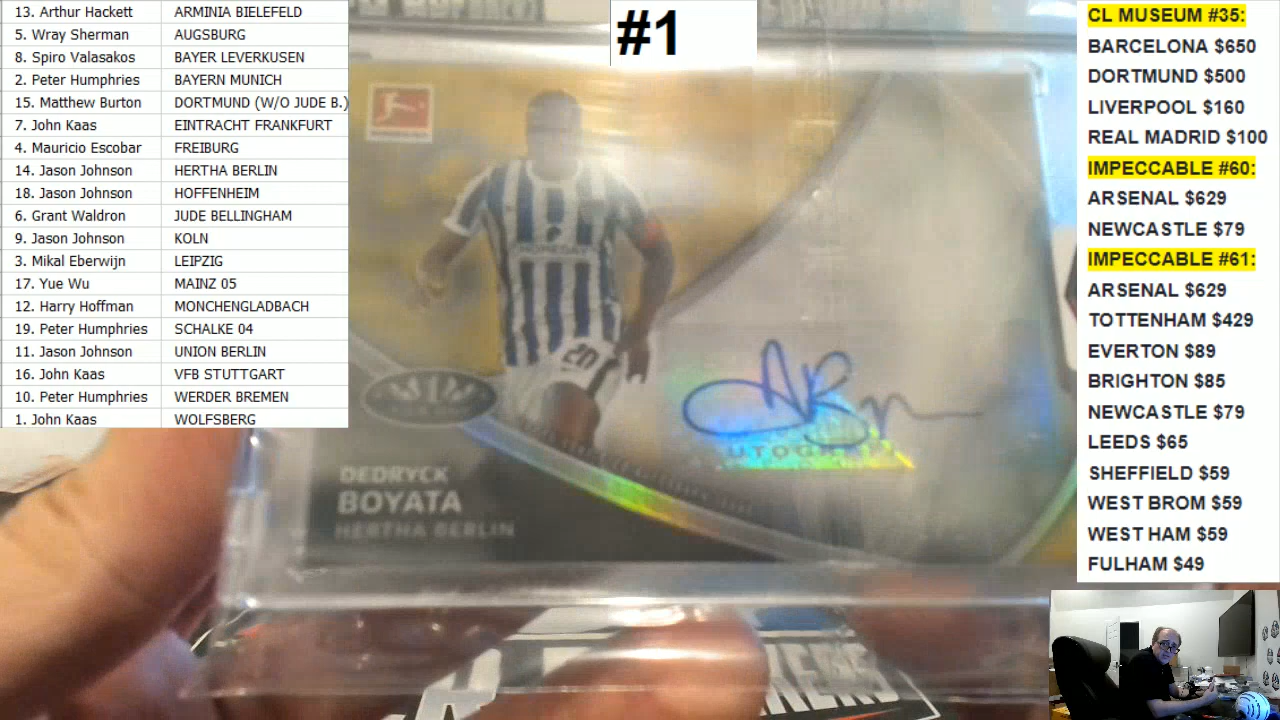 13. Arthur Hackett ARMINIA BIELEFELD
5. Wray Sherman AUGSBURG
8. Spiro Valasakos BAYER LEVERKUSEN
2. Peter Humphries BAYERN MUNICH
15. Matthew Burton DORTMUND (W/O JUDE B.)
7. John Kaas EINTRACHT FRANKFURT
4. Mauricio Escobar FREIBURG
14. Jason Johnson HERTHA BERLIN
18. Jason Johnson HOFFENHEIM
6. Grant Waldron JUDE BELLINGHAM
9. Jason Johnson KOLN
3. Mikal Eberwijn LEIPZIG
17. Yue Wu MAINZ 05
12. Harry Hoffman MONCHENGLADBACH
19. Peter Humphries SCHALKE 04
11. Jason Johnson UNION BERLIN
16. John Kaas VFB STUTTGART
10. Peter Humphries WERDER BREMEN
1. John Kaas WOLFSBERG
#1
HOMEDAY
20
AUTOGRAPH
DEDRYCK
BOYATA
HERTHA BERLIN
CL MUSEUM #35:
BARCELONA $650
DORTMUND $500
LIVERPOOL $160
REAL MADRID $100
IMPECCABLE #60:
ARSENAL $629
NEWCASTLE $79
IMPECCABLE #61:
ARSENAL $629
TOTTENHAM $429
EVERTON $89
BRIGHTON $85
NEWCASTLE $79
LEEDS $65
SHEFFIELD $59
WEST BROM $59
WEST HAM $59
FULHAM $49